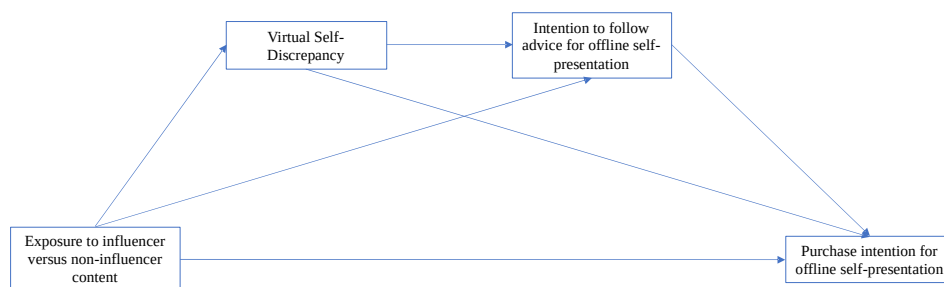 Virtual Self-
Discrepancy
Intention to follow
advice for offline self-
presentation
Exposure to influencer
versus non-influencer
content
Purchase intention for
offline self-presentation